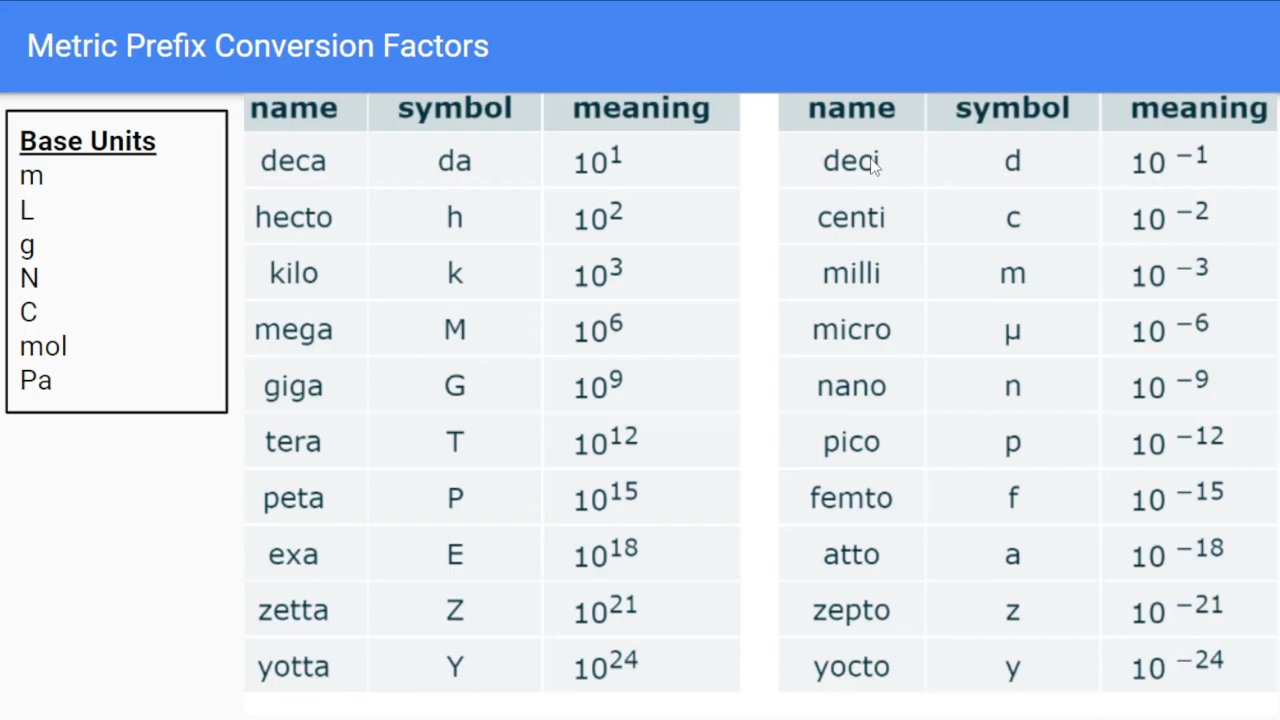 Metric Prefix Conversion Factors
Base Units
m
L
g
N
C
mol
Pa
name symbol meaning
deca da 10¹
hecto h 10²
kilo k 10³
mega M 10⁶
giga G 10⁹
tera T 10¹²
peta P 10¹⁵
exa E 10¹⁸
zetta Z 10²¹
yotta Y 10²⁴
name symbol meaning
deci d 10⁻¹
centi c 10⁻²
milli m 10⁻³
micro μ 10⁻⁶
nano n 10⁻⁹
pico p 10⁻¹²
femto f 10⁻¹⁵
atto a 10⁻¹⁸
zepto z 10⁻²¹
yocto y 10⁻²⁴